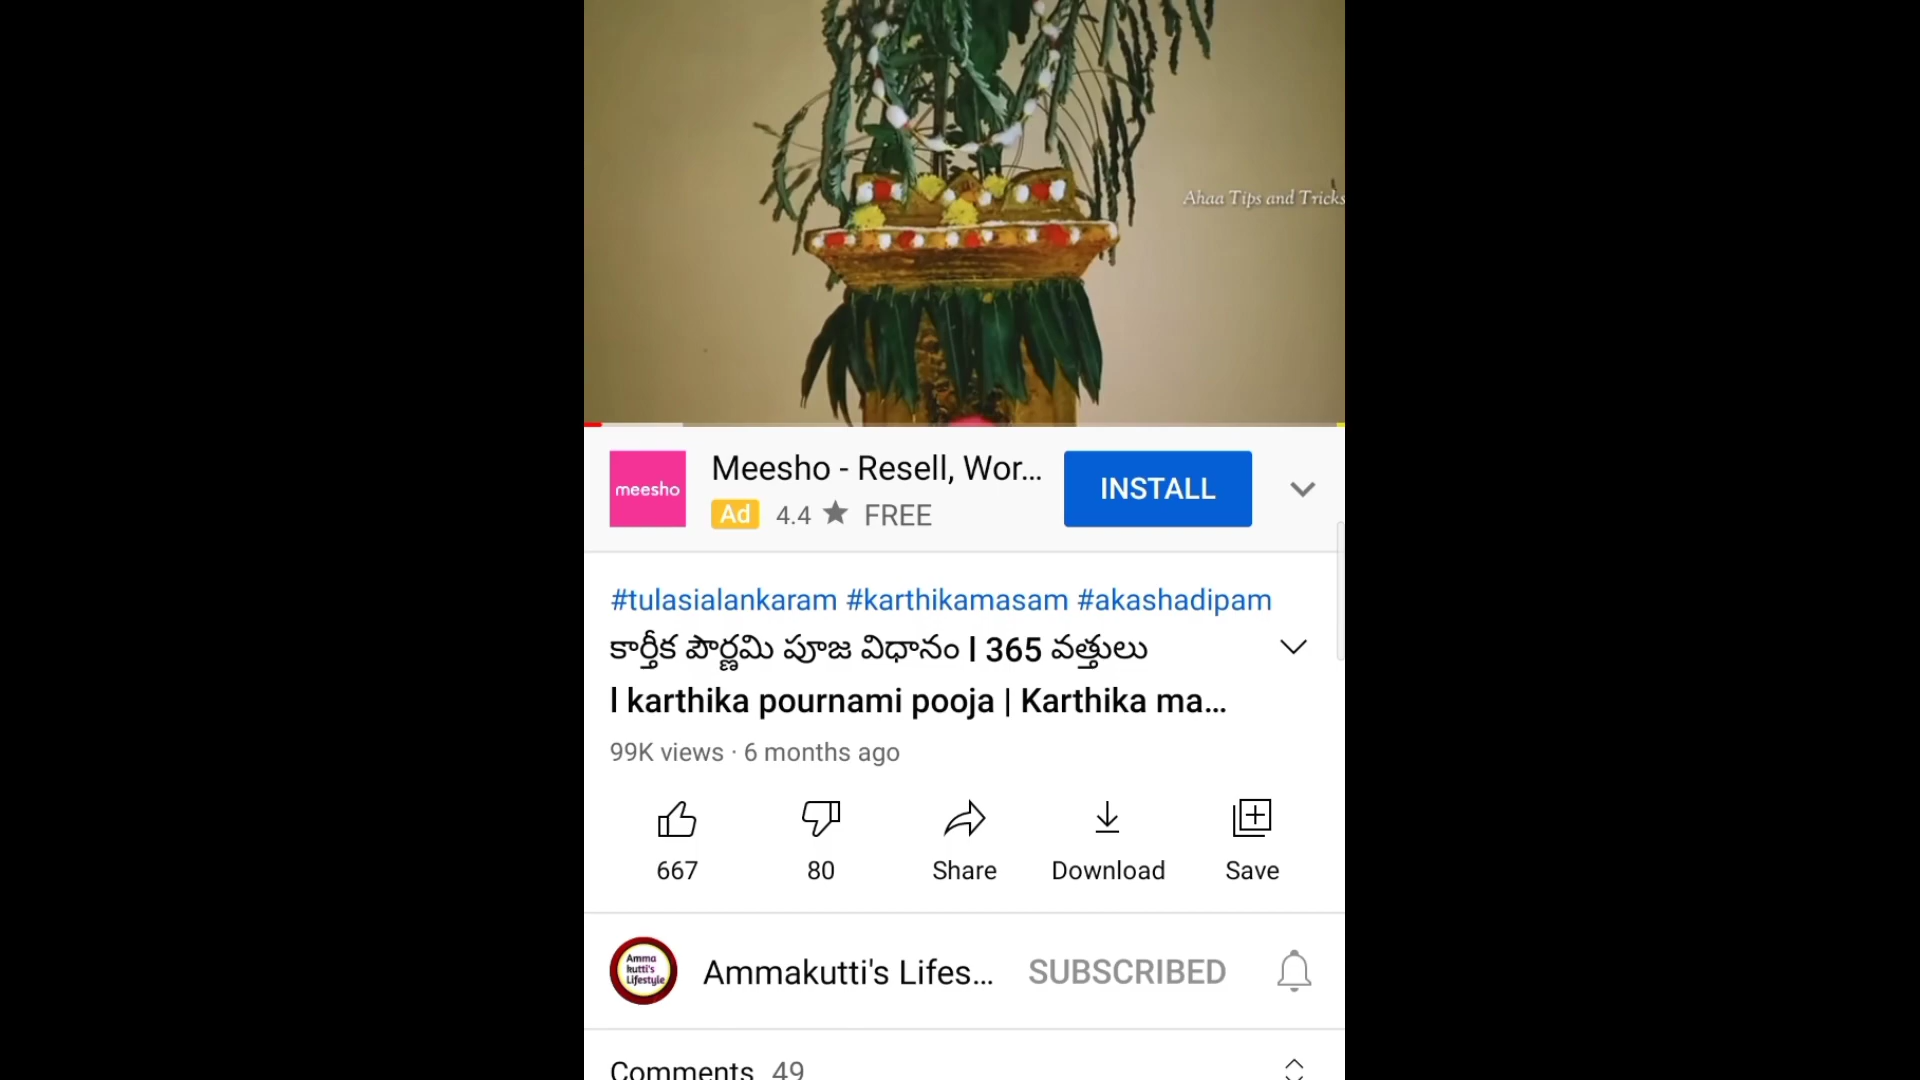 Ahaa Tips and Tricks
meesho
Meesho - Resell, Wor...
INSTALL
Ad 4.4 ★ FREE
#tulasialankaram #karthikamasam #akashadipam
కార్తీక పౌర్ణమి పూజ విధానం l 365 వత్తులు
l karthika pournami pooja | Karthika ma...
99K views · 6 months ago
667 80 Share Download Save
Amma
kutti's
Lifestyle
Ammakutti's Lifes... SUBSCRIBED
Comments 49